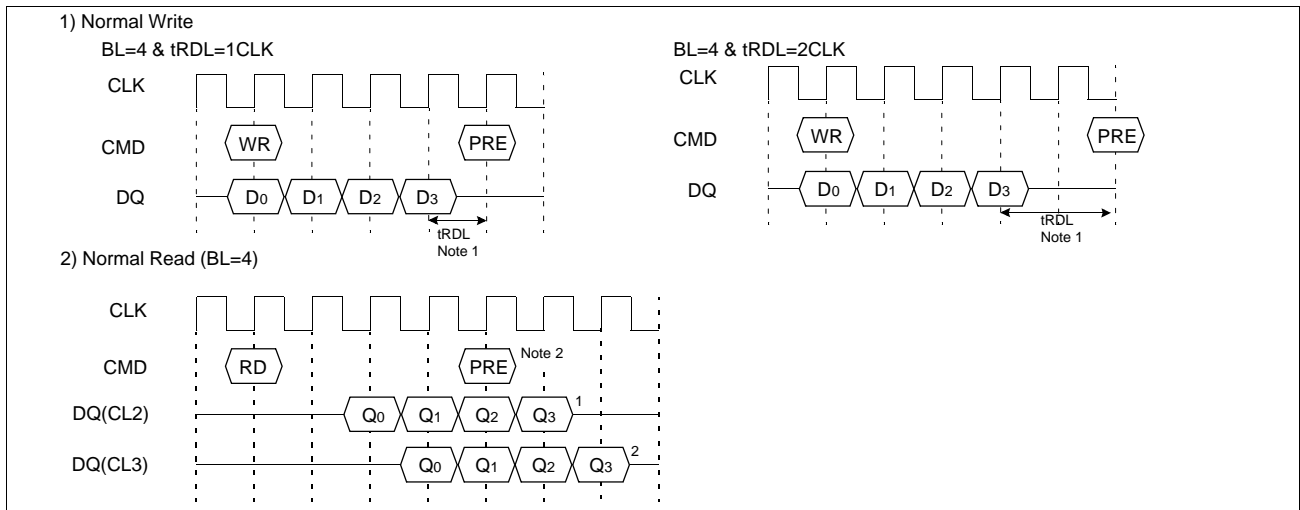 1) Normal Write
BL=4 & tRDL=1CLK
CLK
CMD
WR
PRE
DQ
D0
D1
D2
D3
tRDL
Note 1
BL=4 & tRDL=2CLK
CLK
CMD
WR
PRE
DQ
D0
D1
D2
D3
tRDL
Note 1
2) Normal Read (BL=4)
CLK
CMD
RD
PRE
Note 2
DQ(CL2)
Q0
Q1
Q2
Q3
1
DQ(CL3)
Q0
Q1
Q2
Q3
2